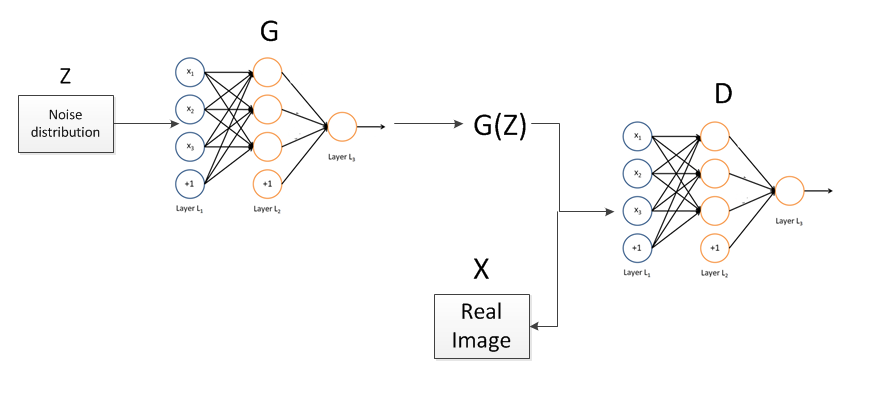 G
Z
Noise
distribution
x₁
x₂
x₃
+1
+1
Layer L₁
Layer L₂
Layer L₃
G(Z)
D
x₁
x₂
x₃
+1
+1
Layer L₁
Layer L₂
Layer L₃
X
Real
Image